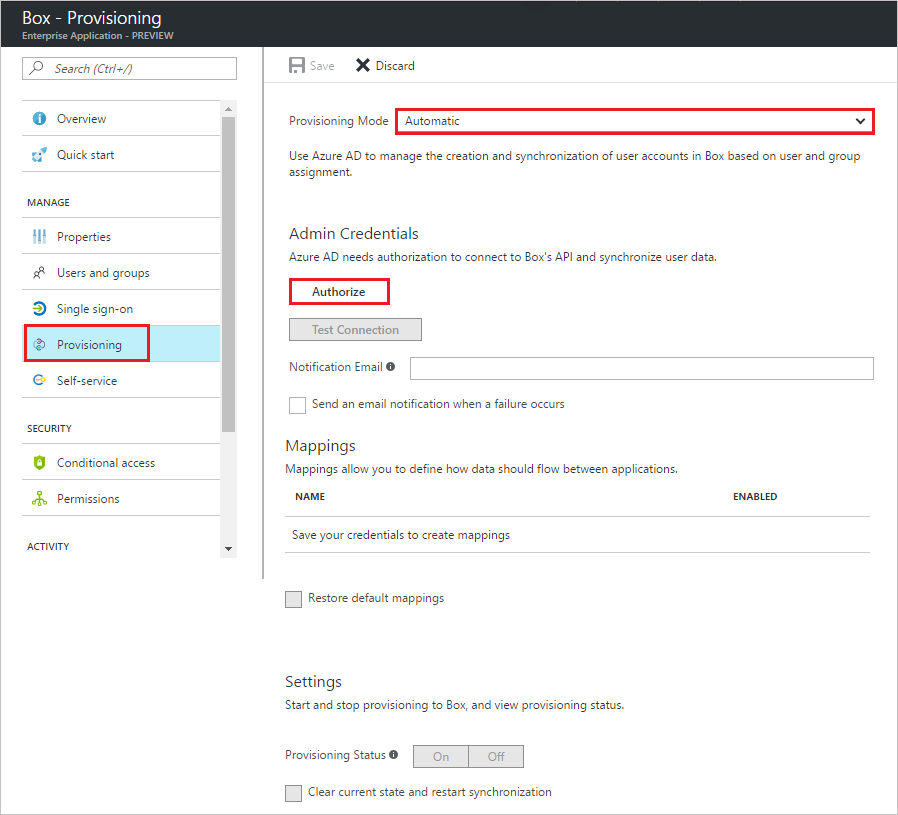 Box - Provisioning
Enterprise Application - PREVIEW
Search (Ctrl+/)
Overview
Quick start
MANAGE
Properties
Users and groups
Single sign-on
Provisioning
Self-service
SECURITY
Conditional access
Permissions
ACTIVITY
Save
Discard
Provisioning Mode
Automatic
Use Azure AD to manage the creation and synchronization of user accounts in Box based on user and group
assignment.
Admin Credentials
Azure AD needs authorization to connect to Box's API and synchronize user data.
Authorize
Test Connection
Notification Email
Send an email notification when a failure occurs
Mappings
Mappings allow you to define how data should flow between applications.
NAME ENABLED
Save your credentials to create mappings
Restore default mappings
Settings
Start and stop provisioning to Box, and view provisioning status.
Provisioning Status
On Off
Clear current state and restart synchronization